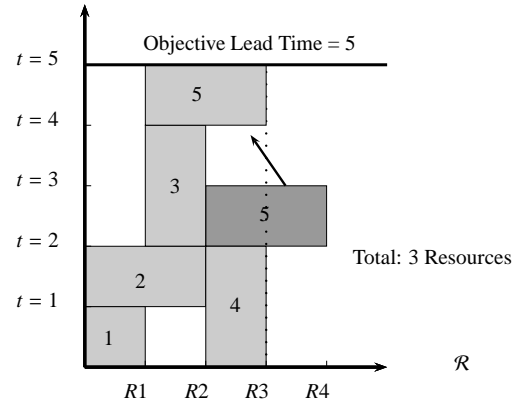 Objective Lead Time = 5
t = 5
5
t = 4
3
t = 3
5
t = 2
Total: 3 Resources
2
t = 1
4
1
ℛ
R1 R2 R3 R4